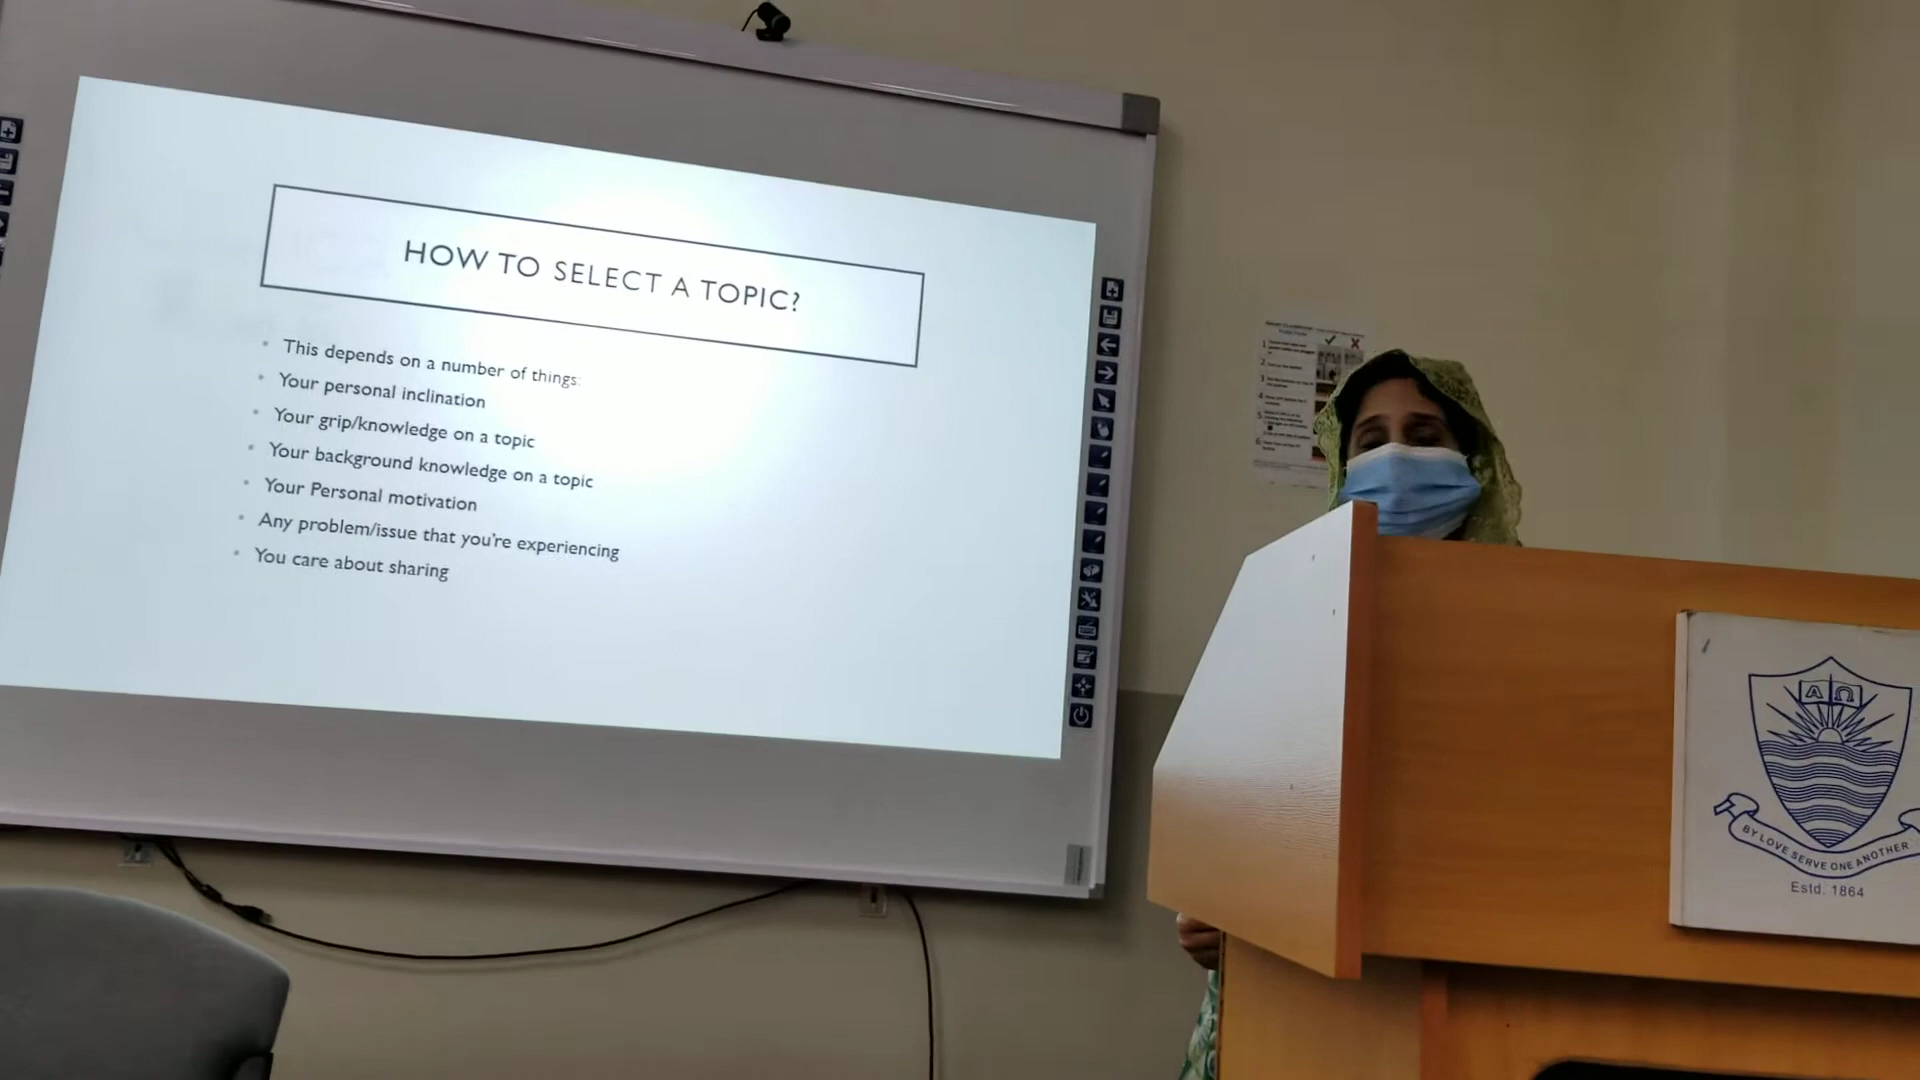 HOW TO SELECT A TOPIC?
This depends on a number of things:
Your personal inclination
Your grip/knowledge on a topic
Your background knowledge on a topic
Your Personal motivation
Any problem/issue that you're experiencing
You care about sharing
A Ω
BY LOVE SERVE ONE ANOTHER
Estd. 1864